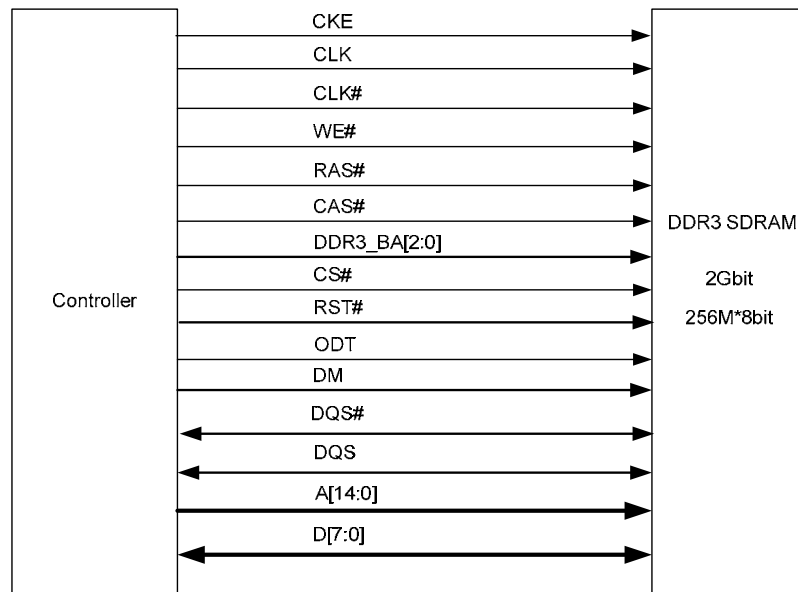 CKE
CLK
CLK#
WE#
RAS#
CAS#
DDR3_BA[2:0]
CS#
RST#
ODT
DM
DQS#
DQS
A[14:0]
D[7:0]
Controller
DDR3 SDRAM
2Gbit
256M*8bit